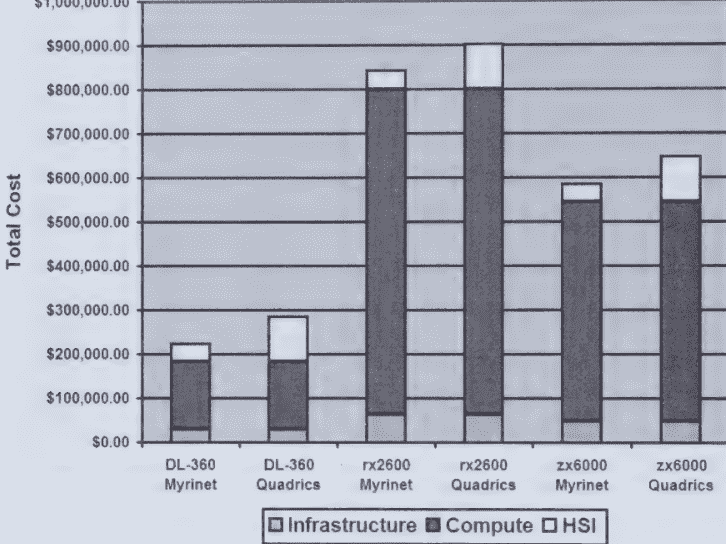 $1,000,000.00
$900,000.00
$800,000.00
$700,000.00
$600,000.00
$500,000.00
$400,000.00
$300,000.00
$200,000.00
$100,000.00
$0.00
Total Cost
DL-360 Myrinet
DL-360 Quadrics
rx2600 Myrinet
rx2600 Quadrics
zx6000 Myrinet
zx6000 Quadrics
Infrastructure Compute HSI